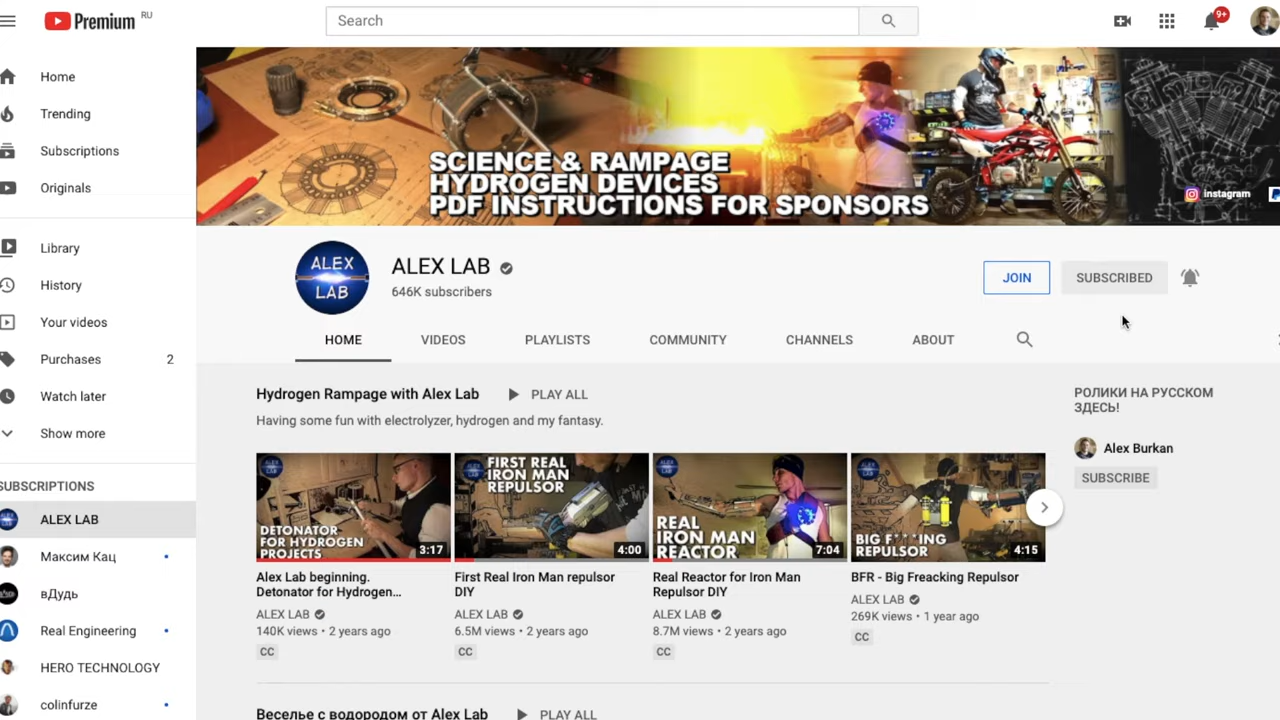 Premium RU
Search
9+
Home
Trending
Subscriptions
Originals
Library
History
Your videos
Purchases 2
Watch later
Show more
SUBSCRIPTIONS
ALEX LAB
Максим Кац
вДудь
Real Engineering
HERO TECHNOLOGY
colinfurze
SCIENCE & RAMPAGE
HYDROGEN DEVICES
PDF INSTRUCTIONS FOR SPONSORS
instagram
ALEX
LAB
ALEX LAB
646K subscribers
JOIN SUBSCRIBED
HOME VIDEOS PLAYLISTS COMMUNITY CHANNELS ABOUT
Hydrogen Rampage with Alex Lab PLAY ALL
Having some fun with electrolyzer, hydrogen and my fantasy.
DETONATOR
FOR HYDROGEN
PROJECTS
3:17
Alex Lab beginning.
Detonator for Hydrogen...
ALEX LAB
140K views • 2 years ago
CC
FIRST REAL
IRON MAN
REPULSOR
4:00
First Real Iron Man repulsor
DIY
ALEX LAB
6.5M views • 2 years ago
CC
REAL
IRON MAN
REACTOR
7:04
Real Reactor for Iron Man
Repulsor DIY
ALEX LAB
8.7M views • 2 years ago
CC
BIG F***ING
REPULSOR
4:15
BFR - Big Freacking Repulsor
ALEX LAB
269K views • 1 year ago
CC
РОЛИКИ НА РУССКОМ
ЗДЕСЬ!
Alex Burkan
SUBSCRIBE
Веселье с водородом от Alex Lab PLAY ALL